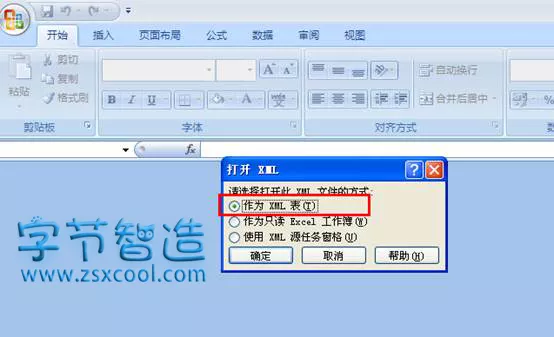 开始 插入 页面布局 公式 数据 审阅 视图
剪切
复制
格式刷
粘贴
剪贴板
A A
B I U
A
字体
自动换行
合并后居中
对齐方式
%
fx
打开 XML
请选择打开此 XML 文件的方式:
作为 XML 表(T)
作为只读 Excel 工作簿(W)
使用 XML 源任务窗格(U)
确定 取消 帮助(H)
字节智造
www.zsxcool.com